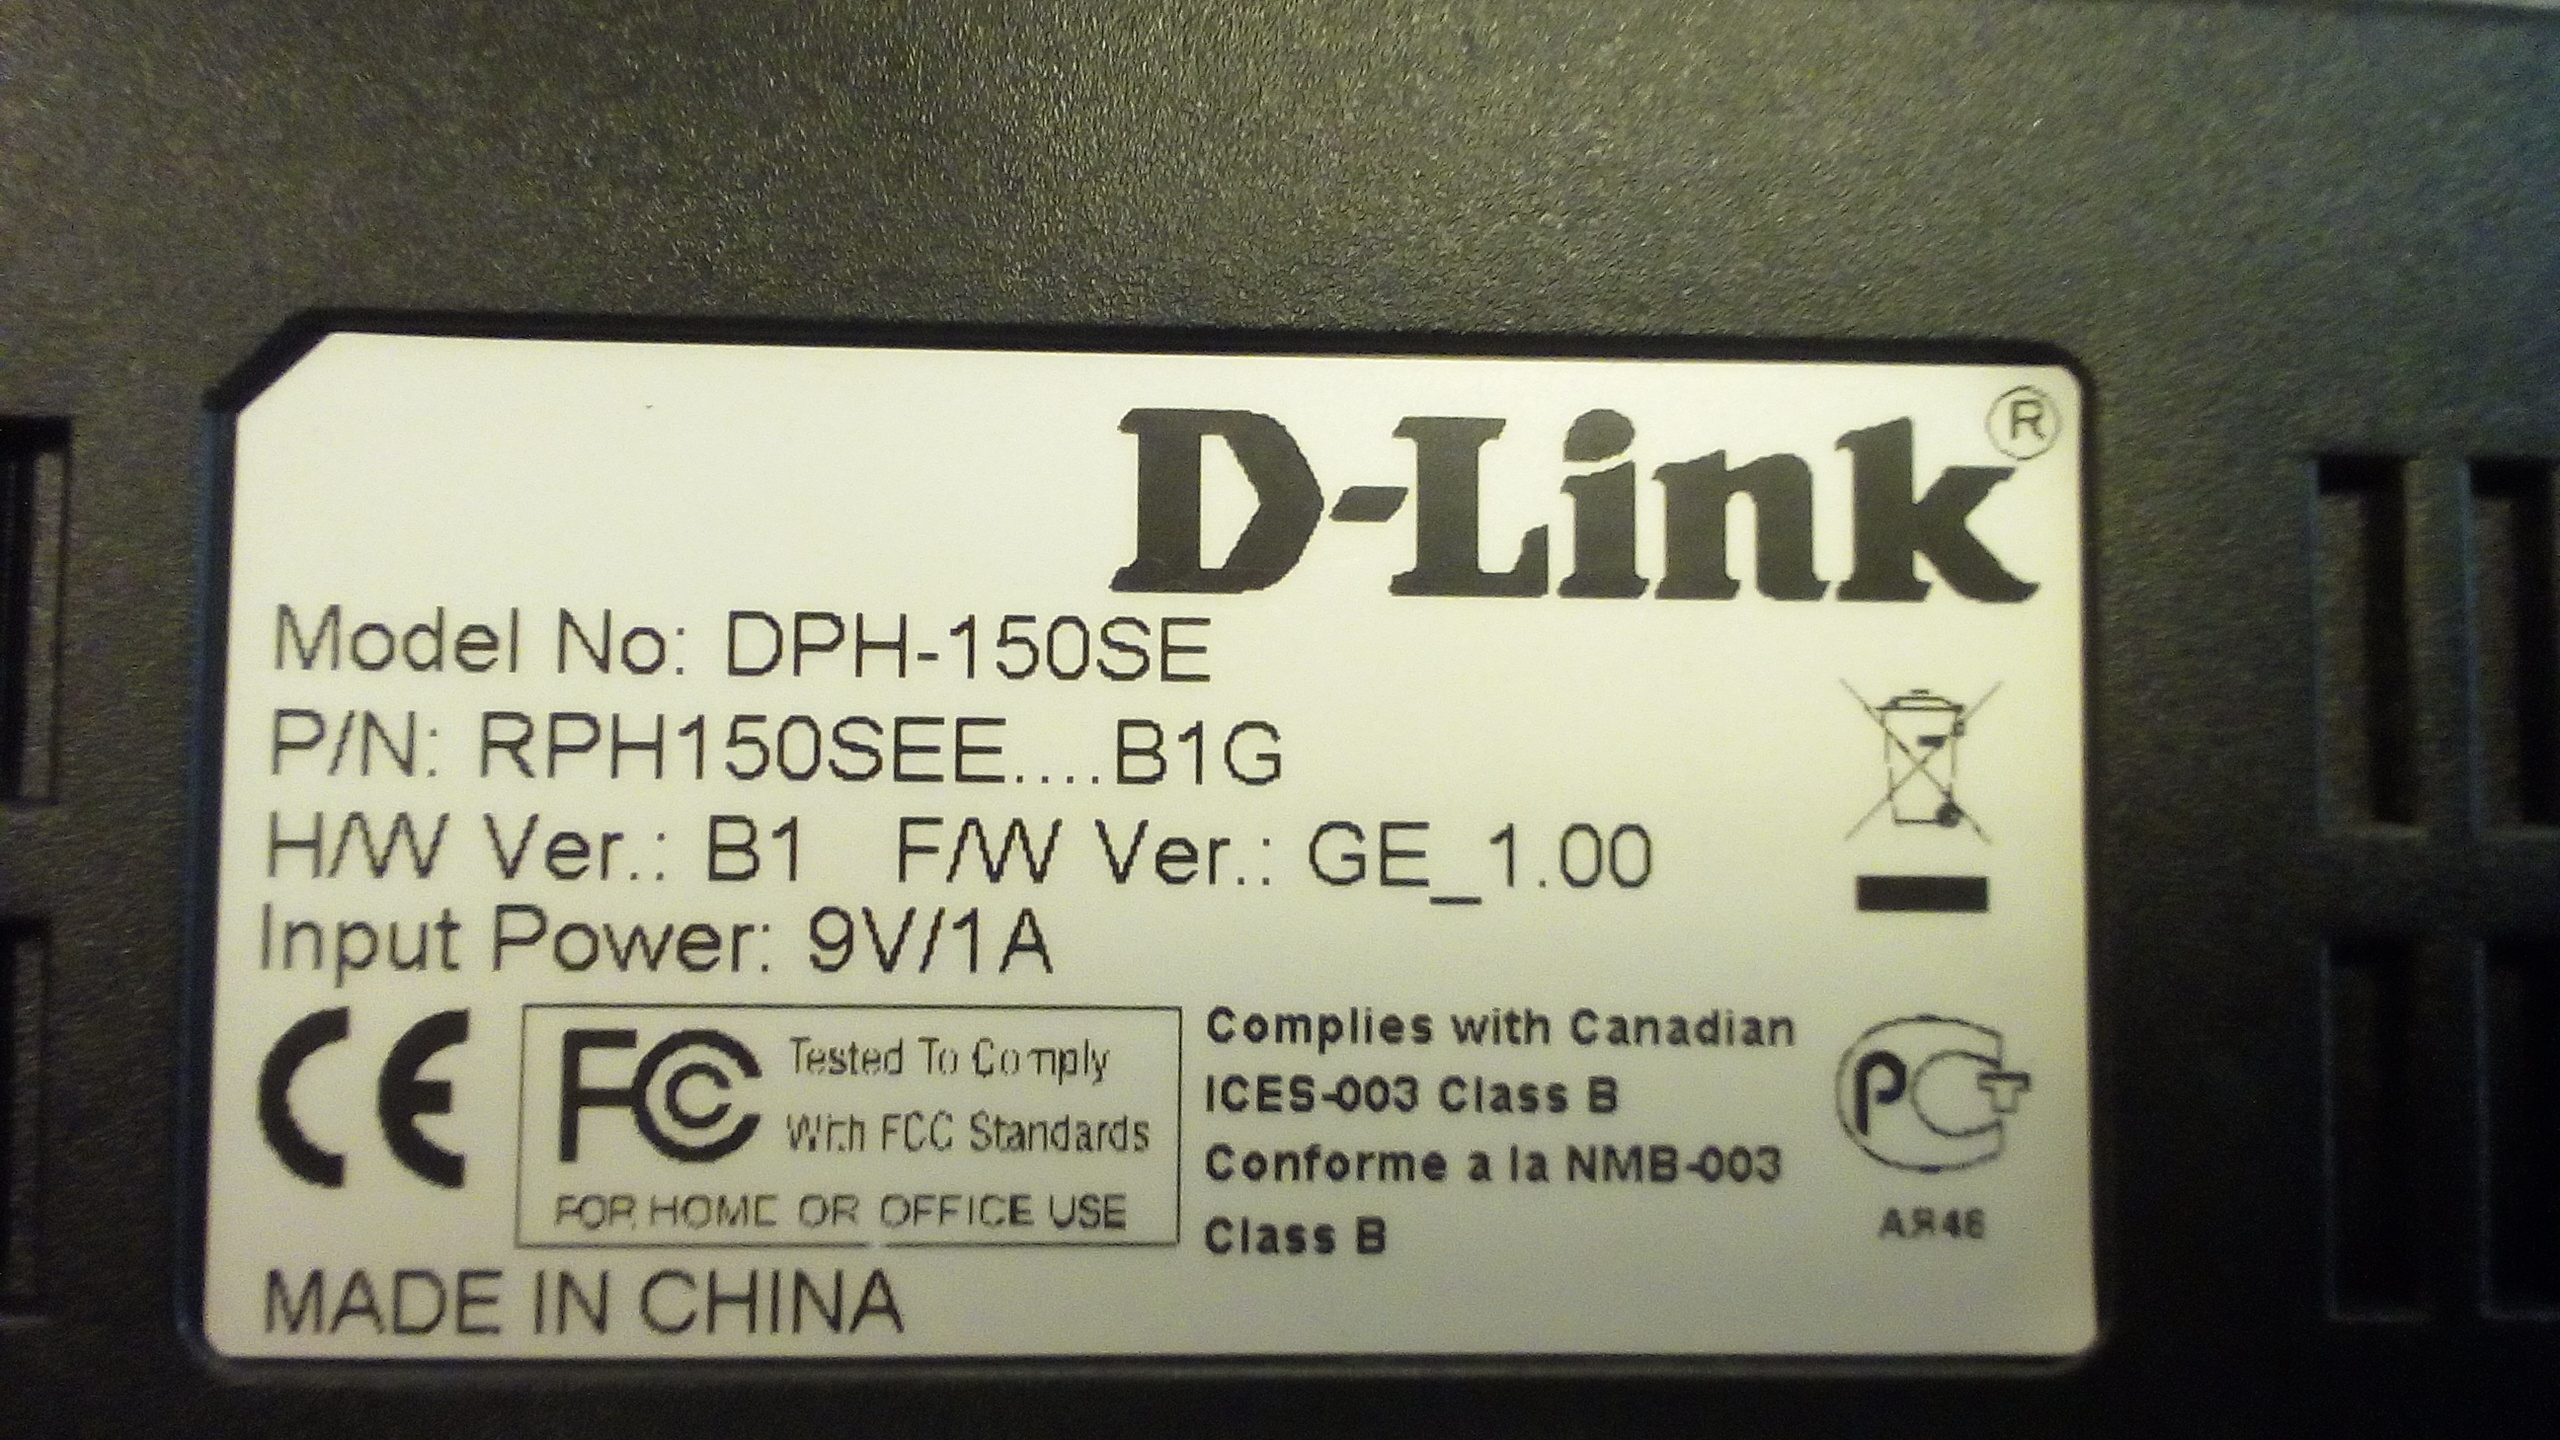 D-Link®
Model No: DPH-150SE
P/N: RPH150SEE....B1G
H/W Ver.: B1 F/W Ver.: GE_1.00
Input Power: 9V/1A
CE
FC Tested To Comply
With FCC Standards
FOR HOME OR OFFICE USE
Complies with Canadian
ICES-003 Class B
Conforme a la NMB-003
Class B
РСТ
АЯ46
MADE IN CHINA